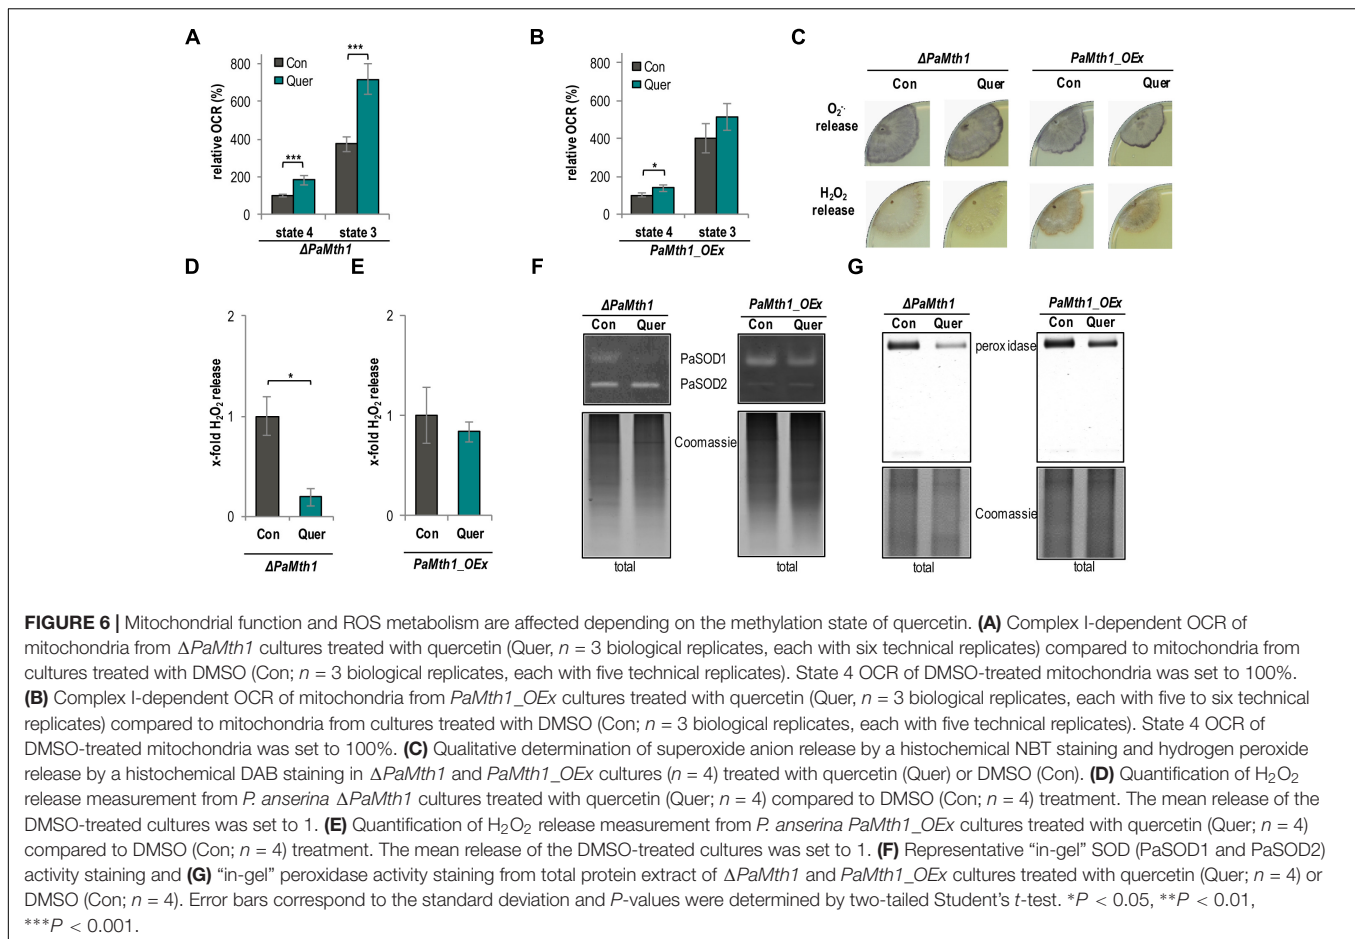 A
B
C
relative OCR (%)
800
600
400
200
0
Con
Quer
***
***
state 4
state 3
ΔPaMth1
relative OCR (%)
800
600
400
200
0
Con
Quer
*
state 4
state 3
PaMth1_OEx
ΔPaMth1
PaMth1_OEx
Con
Quer
Con
Quer
O₂·⁻
release
H₂O₂
release
D
E
F
G
x-fold H₂O₂ release
2
1
0
*
Con
Quer
ΔPaMth1
x-fold H₂O₂ release
2
1
0
Con
Quer
PaMth1_OEx
ΔPaMth1
PaMth1_OEx
Con
Quer
Con
Quer
PaSOD1
PaSOD2
Coomassie
total
total
ΔPaMth1
PaMth1_OEx
Con
Quer
Con
Quer
peroxidase
Coomassie
total
total
FIGURE 6 | Mitochondrial function and ROS metabolism are affected depending on the methylation state of quercetin. (A) Complex I-dependent OCR of
mitochondria from ΔPaMth1 cultures treated with quercetin (Quer, n = 3 biological replicates, each with six technical replicates) compared to mitochondria from
cultures treated with DMSO (Con; n = 3 biological replicates, each with five technical replicates). State 4 OCR of DMSO-treated mitochondria was set to 100%.
(B) Complex I-dependent OCR of mitochondria from PaMth1_OEx cultures treated with quercetin (Quer, n = 3 biological replicates, each with five to six technical
replicates) compared to mitochondria from cultures treated with DMSO (Con; n = 3 biological replicates, each with five technical replicates). State 4 OCR of
DMSO-treated mitochondria was set to 100%. (C) Qualitative determination of superoxide anion release by a histochemical NBT staining and hydrogen peroxide
release by a histochemical DAB staining in ΔPaMth1 and PaMth1_OEx cultures (n = 4) treated with quercetin (Quer) or DMSO (Con). (D) Quantification of H₂O₂
release measurement from P. anserina ΔPaMth1 cultures treated with quercetin (Quer; n = 4) compared to DMSO (Con; n = 4) treatment. The mean release of the
DMSO-treated cultures was set to 1. (E) Quantification of H₂O₂ release measurement from P. anserina PaMth1_OEx cultures treated with quercetin (Quer; n = 4)
compared to DMSO (Con; n = 4) treatment. The mean release of the DMSO-treated cultures was set to 1. (F) Representative “in-gel” SOD (PaSOD1 and PaSOD2)
activity staining and (G) “in-gel” peroxidase activity staining from total protein extract of ΔPaMth1 and PaMth1_OEx cultures treated with quercetin (Quer; n = 4) or
DMSO (Con; n = 4). Error bars correspond to the standard deviation and P-values were determined by two-tailed Student’s t-test. *P < 0.05, **P < 0.01,
***P < 0.001.